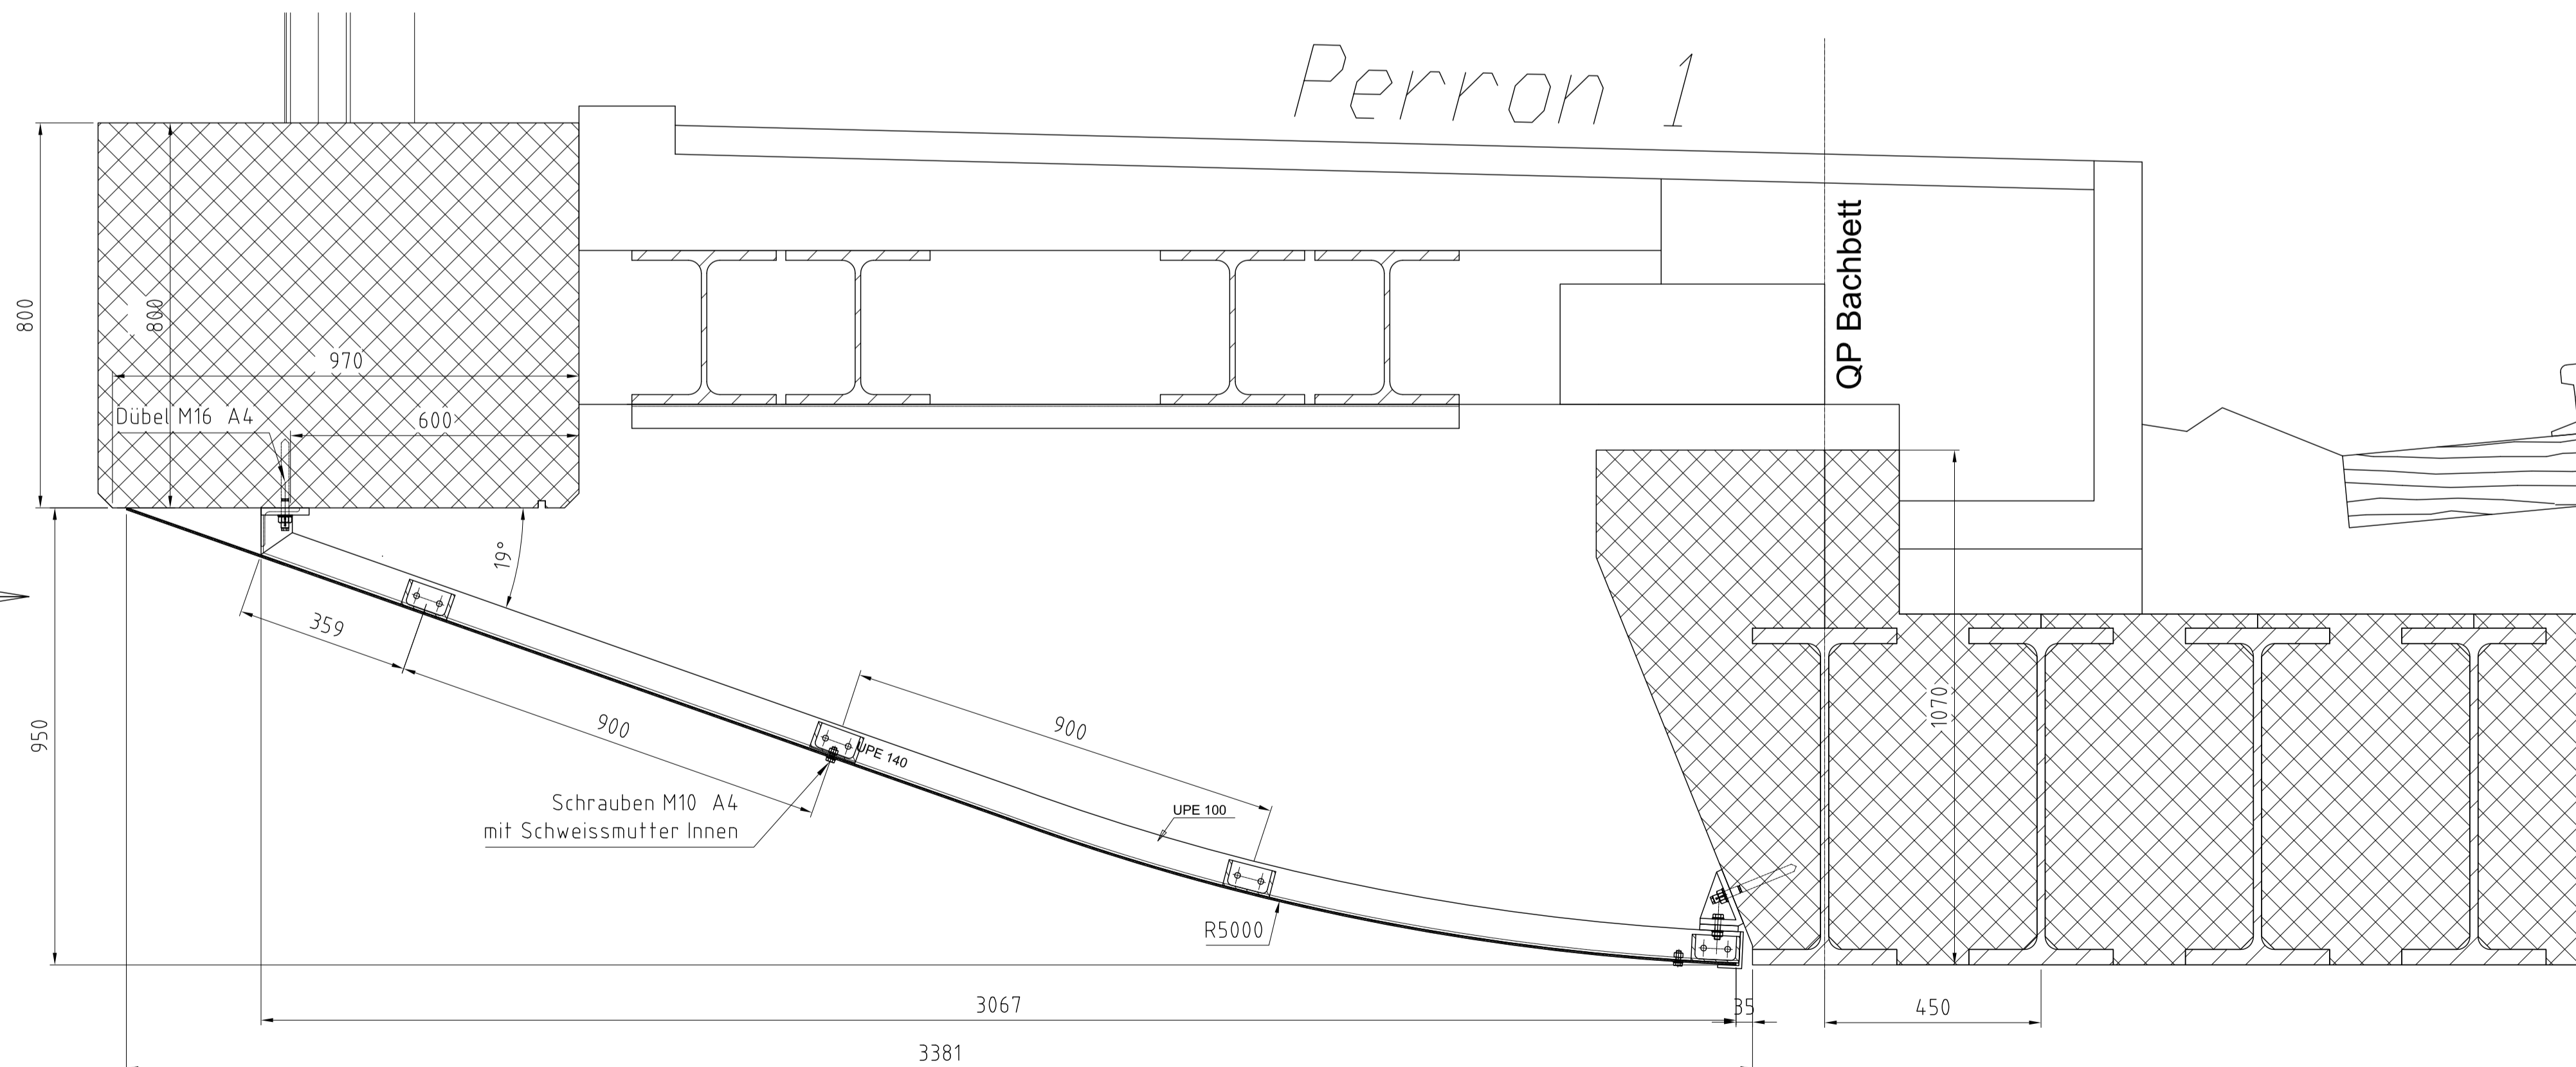 Perron 1
QP Bachbett
800
800
970
Dübel M16 A4
600
19°
359
950
900
900
UPE 140
Schrauben M10 A4
mit Schweissmutter Innen
UPE 100
R5000
1070
3067
35
450
3381